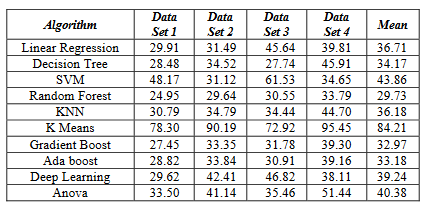 Algorithm Data Set 1 Data Set 2 Data Set 3 Data Set 4 Mean
Linear Regression 29.91 31.49 45.64 39.81 36.71
Decision Tree 28.48 34.52 27.74 45.91 34.17
SVM 48.17 31.12 61.53 34.65 43.86
Random Forest 24.95 29.64 30.55 33.79 29.73
KNN 30.79 34.79 34.44 44.70 36.18
K Means 78.30 90.19 72.92 95.45 84.21
Gradient Boost 27.45 33.35 31.78 39.30 32.97
Ada boost 28.82 33.84 30.91 39.16 33.18
Deep Learning 29.62 42.41 46.82 38.11 39.24
Anova 33.50 41.14 35.46 51.44 40.38